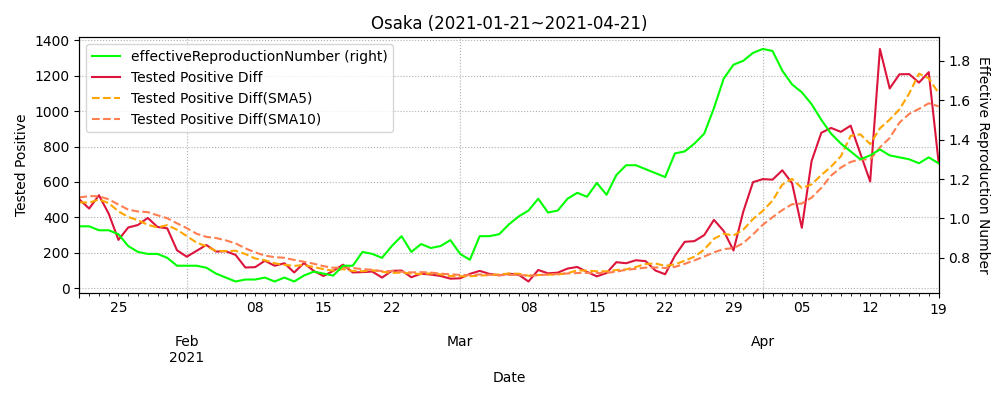 Osaka (2021-01-21~2021-04-21)
effectiveReproductionNumber (right)
Tested Positive Diff
Tested Positive Diff(SMA5)
Tested Positive Diff(SMA10)
Tested Positive
1400
1200
1000
800
600
400
200
0
Effective Reproduction Number
1.8
1.6
1.4
1.2
1.0
0.8
25 08 15 22 08 15 22 29 05 12 19
Feb Mar Apr
2021
Date